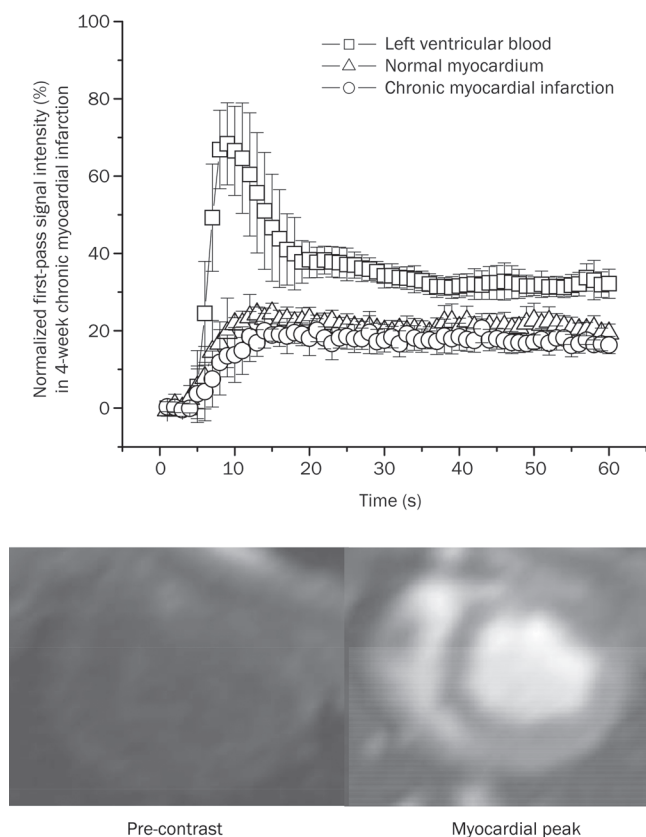 Normalized first-pass signal intensity (%)
in 4-week chronic myocardial infarction
100
80
60
40
20
0
Left ventricular blood
Normal myocardium
Chronic myocardial infarction
0 10 20 30 40 50 60
Time (s)
Pre-contrast
Myocardial peak